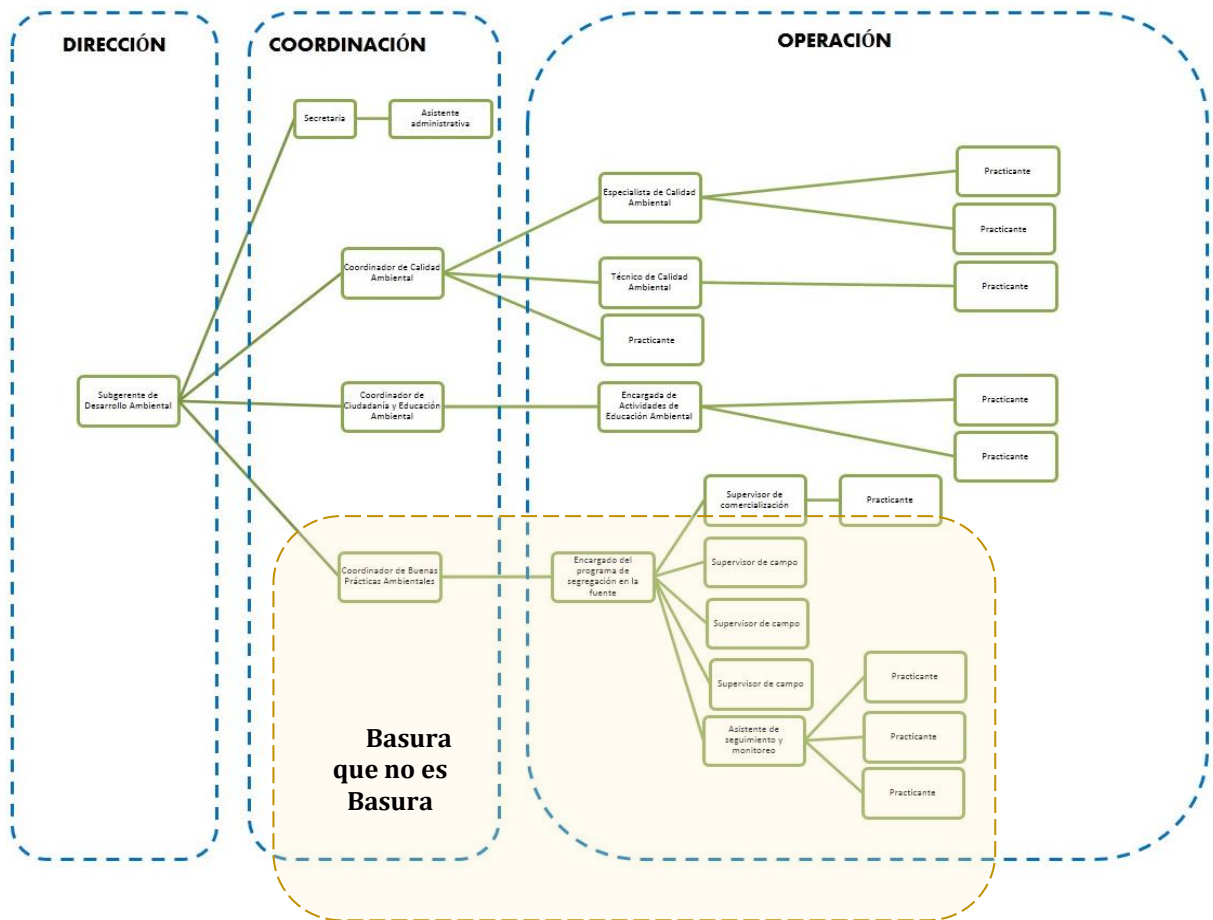 DIRECCIÓN
COORDINACIÓN
OPERACIÓN
Secretaria
Asistente
administrativa
Practicante
Especialista de Calidad
Ambiental
Practicante
Coordinador de Calidad
Ambiental
Técnico de Calidad
Ambiental
Practicante
Practicante
Subgerente de
Desarrollo Ambiental
Coordinador de
Ciudadanía y Educación
Ambiental
Encargada de
Actividades de
Educación Ambiental
Practicante
Practicante
Supervisor de
comercialización
Practicante
Coordinador de Buenas
Prácticas Ambientales
Encargado del
programa de
segregación en la
fuente
Supervisor de campo
Supervisor de campo
Supervisor de campo
Asistente de
seguimiento y
monitoreo
Practicante
Practicante
Practicante
Basura
que no es
Basura